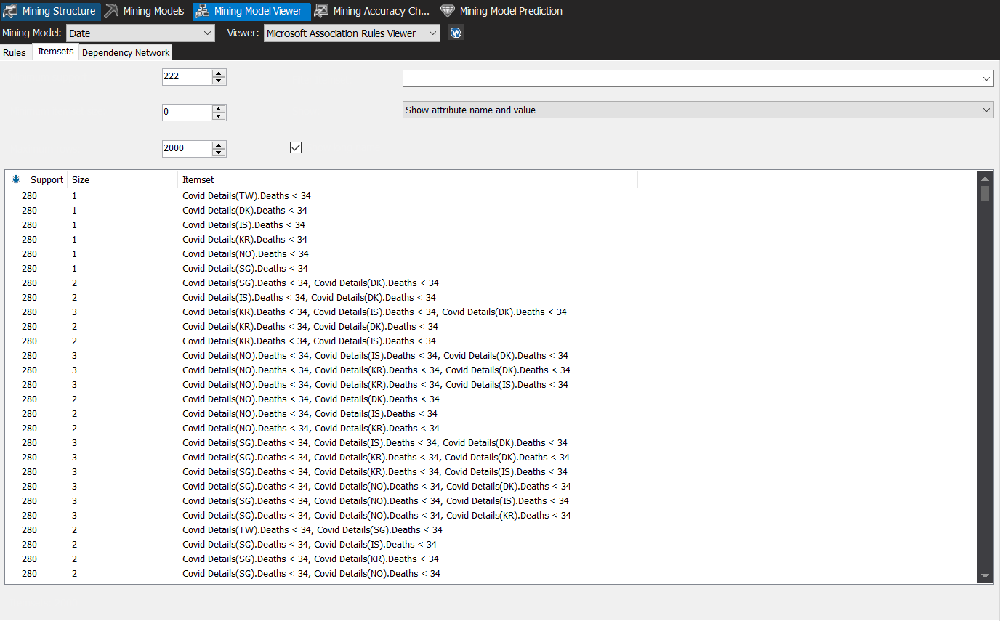 Mining Structure Mining Models Mining Model Viewer Mining Accuracy Ch... Mining Model Prediction
Mining Model: Date Viewer: Microsoft Association Rules Viewer
Rules Itemsets Dependency Network
222
0 Show attribute name and value
2000
Support Size Itemset
280 1 Covid Details(TW).Deaths < 34
280 1 Covid Details(DK).Deaths < 34
280 1 Covid Details(IS).Deaths < 34
280 1 Covid Details(KR).Deaths < 34
280 1 Covid Details(NO).Deaths < 34
280 1 Covid Details(SG).Deaths < 34
280 2 Covid Details(SG).Deaths < 34, Covid Details(DK).Deaths < 34
280 2 Covid Details(IS).Deaths < 34, Covid Details(DK).Deaths < 34
280 3 Covid Details(KR).Deaths < 34, Covid Details(IS).Deaths < 34, Covid Details(DK).Deaths < 34
280 2 Covid Details(KR).Deaths < 34, Covid Details(DK).Deaths < 34
280 2 Covid Details(KR).Deaths < 34, Covid Details(IS).Deaths < 34
280 3 Covid Details(NO).Deaths < 34, Covid Details(IS).Deaths < 34, Covid Details(DK).Deaths < 34
280 3 Covid Details(NO).Deaths < 34, Covid Details(KR).Deaths < 34, Covid Details(DK).Deaths < 34
280 3 Covid Details(NO).Deaths < 34, Covid Details(KR).Deaths < 34, Covid Details(IS).Deaths < 34
280 2 Covid Details(NO).Deaths < 34, Covid Details(DK).Deaths < 34
280 2 Covid Details(NO).Deaths < 34, Covid Details(IS).Deaths < 34
280 2 Covid Details(NO).Deaths < 34, Covid Details(KR).Deaths < 34
280 3 Covid Details(SG).Deaths < 34, Covid Details(IS).Deaths < 34, Covid Details(DK).Deaths < 34
280 3 Covid Details(SG).Deaths < 34, Covid Details(KR).Deaths < 34, Covid Details(DK).Deaths < 34
280 3 Covid Details(SG).Deaths < 34, Covid Details(KR).Deaths < 34, Covid Details(IS).Deaths < 34
280 3 Covid Details(SG).Deaths < 34, Covid Details(NO).Deaths < 34, Covid Details(DK).Deaths < 34
280 3 Covid Details(SG).Deaths < 34, Covid Details(NO).Deaths < 34, Covid Details(IS).Deaths < 34
280 3 Covid Details(SG).Deaths < 34, Covid Details(NO).Deaths < 34, Covid Details(KR).Deaths < 34
280 2 Covid Details(TW).Deaths < 34, Covid Details(SG).Deaths < 34
280 2 Covid Details(SG).Deaths < 34, Covid Details(IS).Deaths < 34
280 2 Covid Details(SG).Deaths < 34, Covid Details(KR).Deaths < 34
280 2 Covid Details(SG).Deaths < 34, Covid Details(NO).Deaths < 34